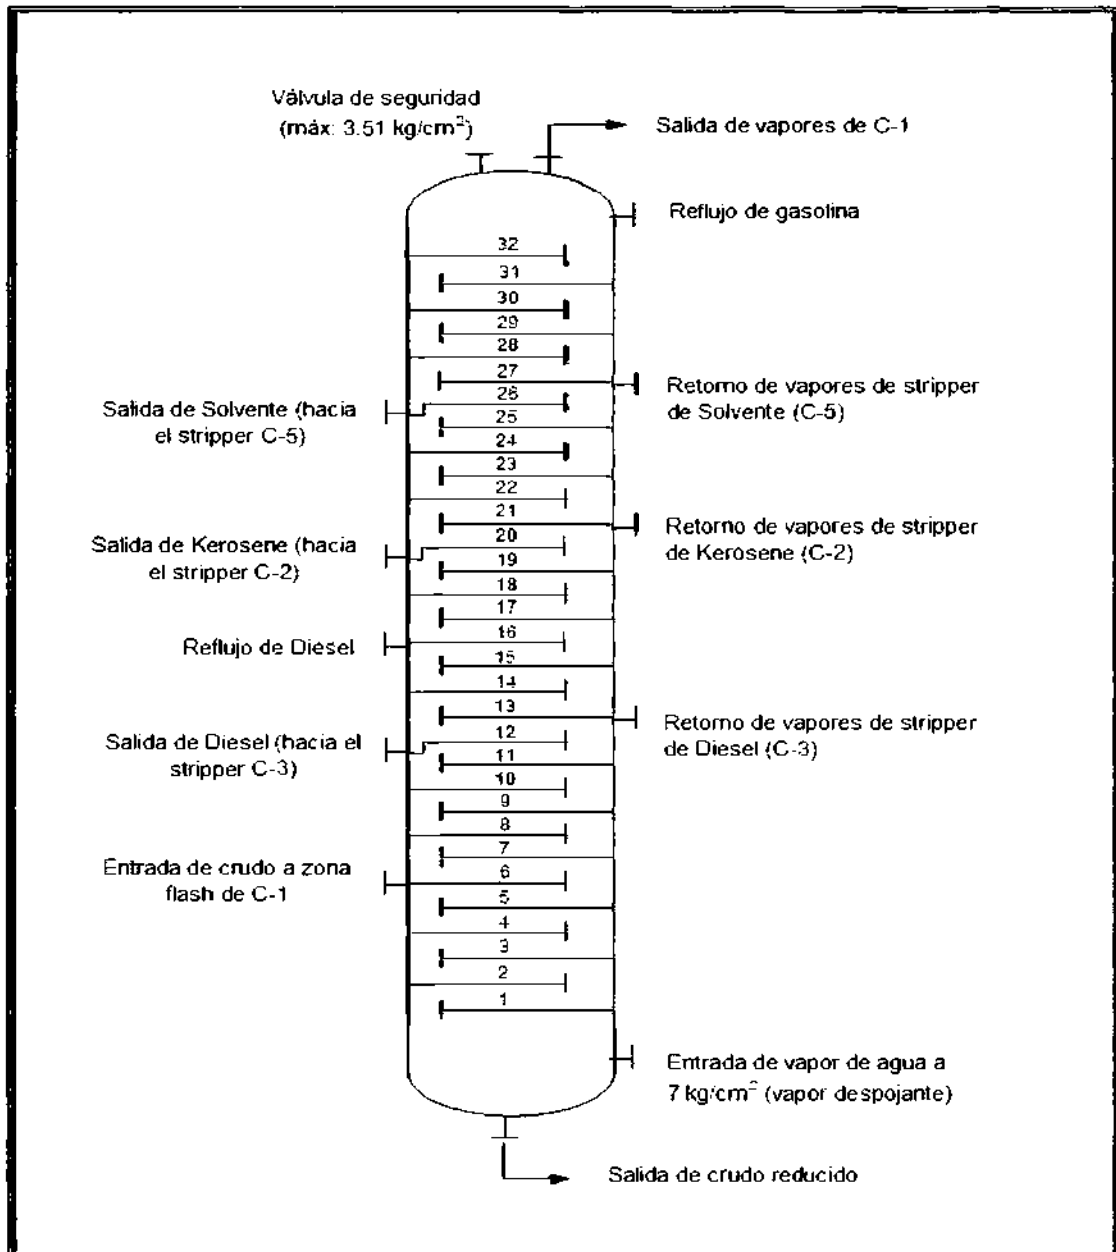 Válvula de seguridad
(máx: 3.51 kg/cm²)
Salida de vapores de C-1
Reflujo de gasolina
32
31
30
29
28
27
Retorno de vapores de stripper
de Solvente (C-5)
Salida de Solvente (hacia
el stripper C-5)
26
25
24
23
22
21
Retorno de vapores de stripper
de Kerosene (C-2)
Salida de Kerosene (hacia
el stripper C-2)
20
19
18
17
Reflujo de Diesel
16
15
14
13
Retorno de vapores de stripper
de Diesel (C-3)
Salida de Diesel (hacia el
stripper C-3)
12
11
10
9
8
7
Entrada de crudo a zona
flash de C-1
6
5
4
3
2
1
Entrada de vapor de agua a
7 kg/cm² (vapor despojante)
Salida de crudo reducido